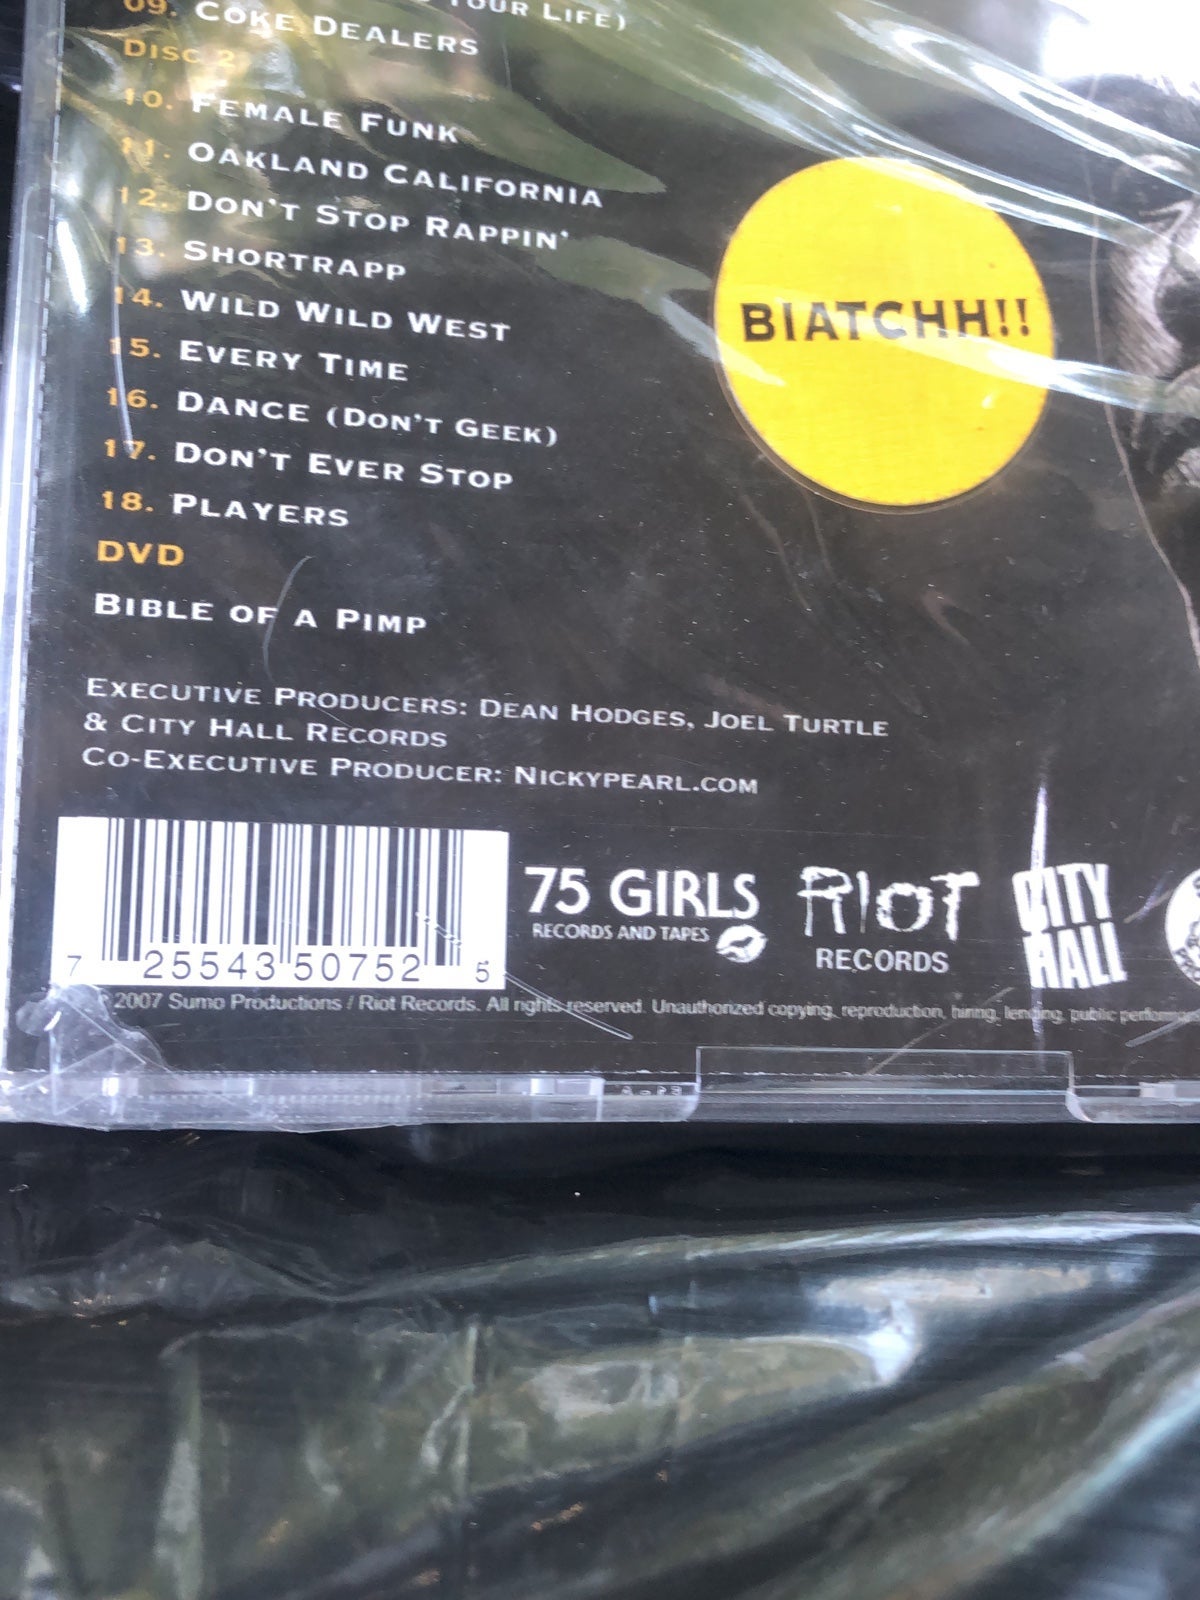 YOUR LIFE)
09. COKE DEALERS
DISC 2
10. FEMALE FUNK
11. OAKLAND CALIFORNIA
12. DON'T STOP RAPPIN'
13. SHORTRAPP
14. WILD WILD WEST
15. EVERY TIME
16. DANCE (DON'T GEEK)
17. DON'T EVER STOP
18. PLAYERS
DVD
BIBLE OF A PIMP
BIATCHH!!
EXECUTIVE PRODUCERS: DEAN HODGES, JOEL TURTLE
& CITY HALL RECORDS
CO-EXECUTIVE PRODUCER: NICKYPEARL.COM
7 25543 50752 5
75 GIRLS
RECORDS AND TAPES
RIOT
RECORDS
CITY
HALL
2007 Sumo Productions / Riot Records. All rights reserved. Unauthorized copying, reproduction, hiring, lending, public